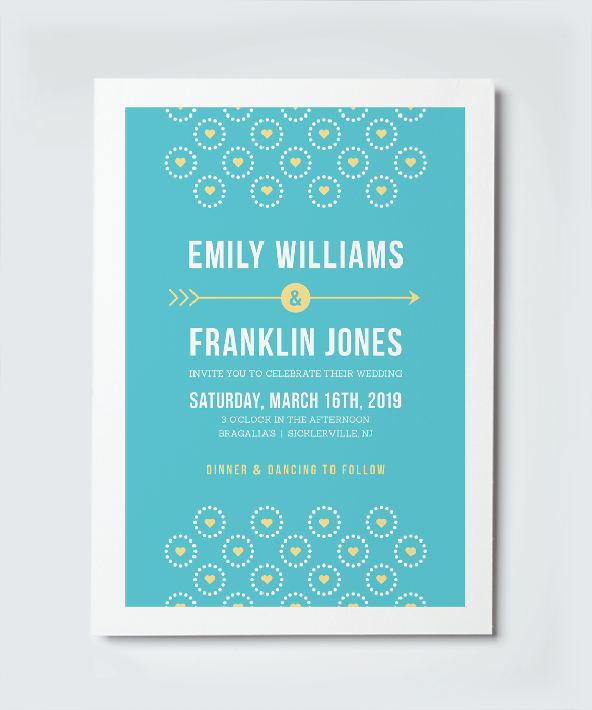 EMILY WILLIAMS
&
FRANKLIN JONES
INVITE YOU TO CELEBRATE THEIR WEDDING
SATURDAY, MARCH 16TH, 2019
3 O'CLOCK IN THE AFTERNOON
BRAGALIA'S | SICKLERVILLE, NJ
DINNER & DANCING TO FOLLOW